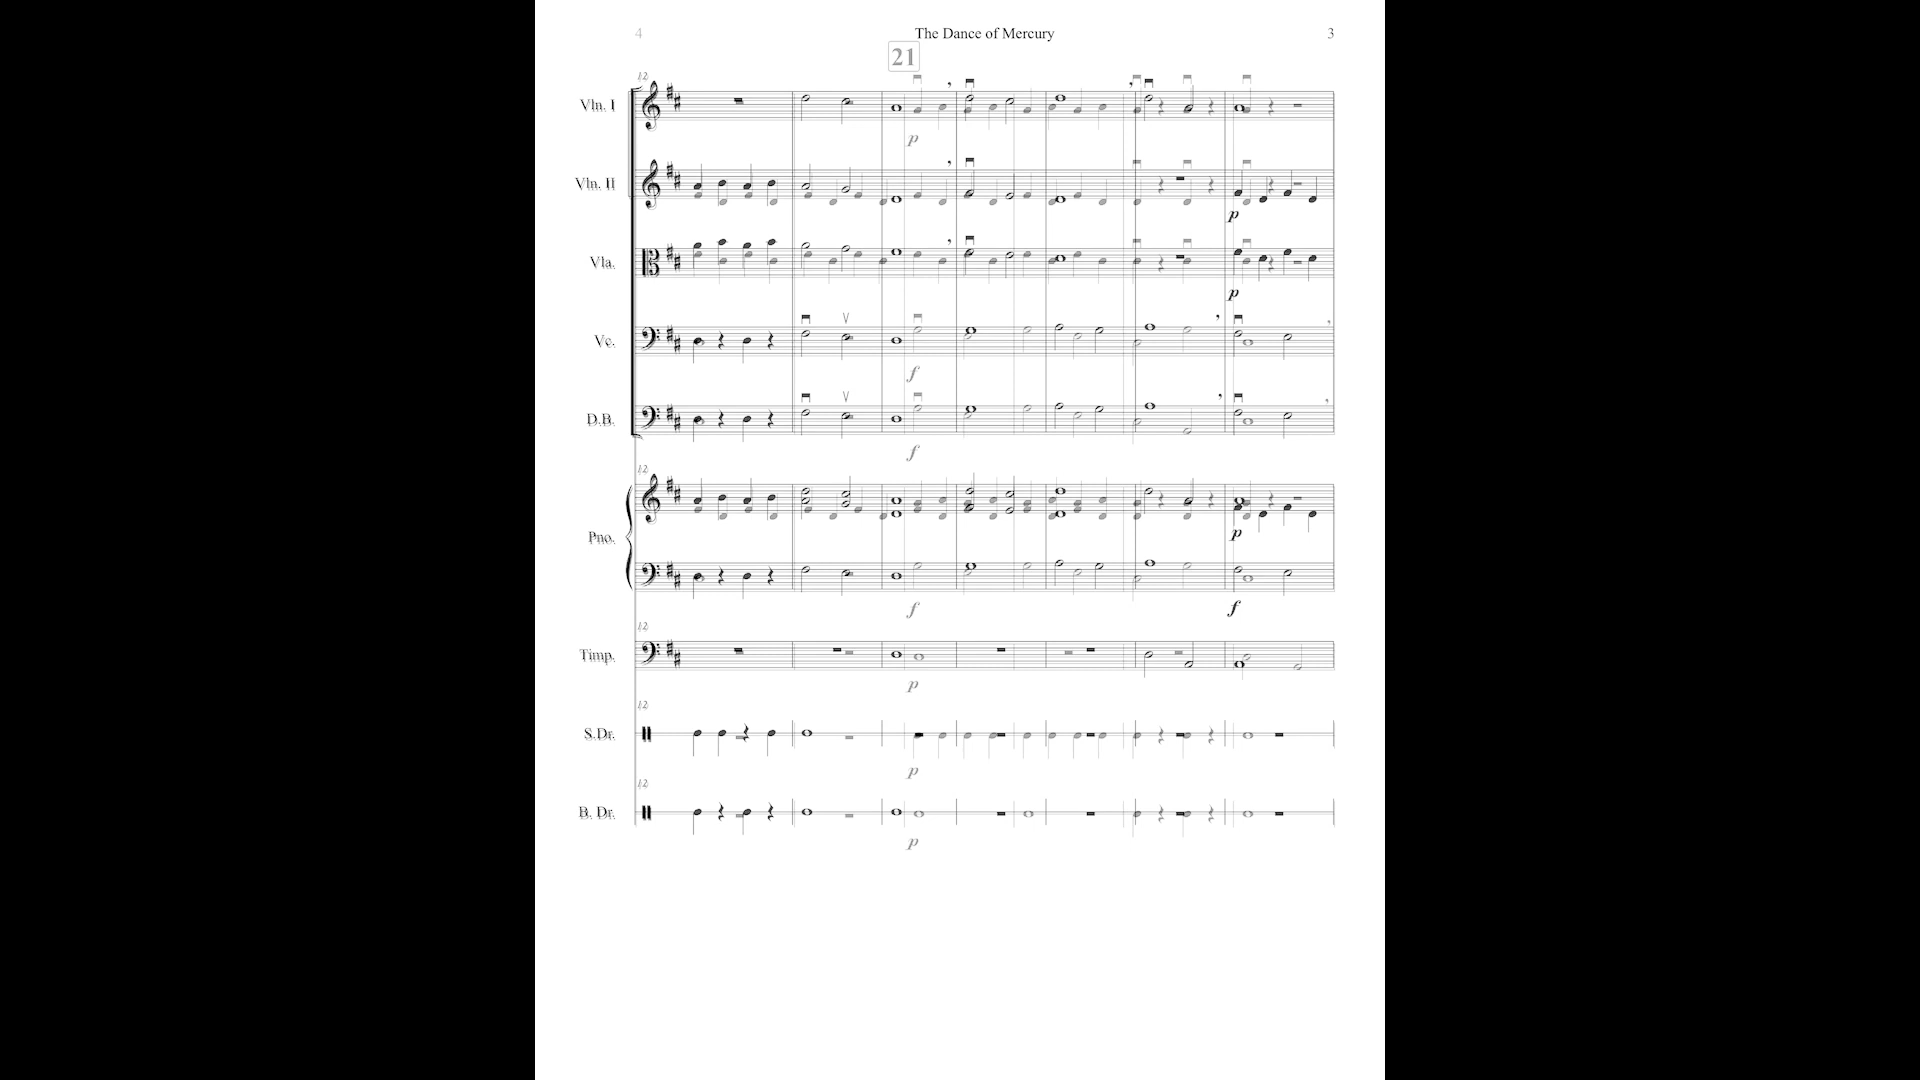 4 The Dance of Mercury 3
21
Vln. I
p
Vln. II
p
Vla.
p
Vc.
f
D.B.
f
Pno.
p
f f
Timp.
p
S.Dr.
p
B. Dr.
p